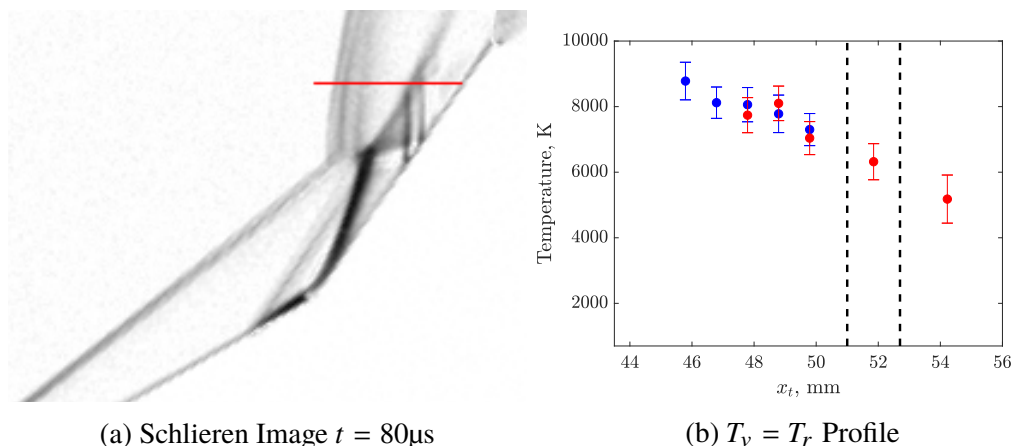 10000
8000
6000
4000
2000
Temperature, K
44 46 48 50 52 54 56
x_t, mm
(a) Schlieren Image t = 80μs
(b) T_v = T_r Profile